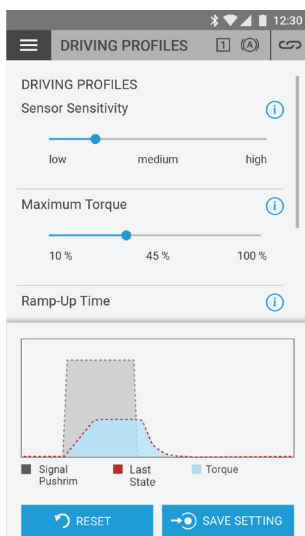 12:30
DRIVING PROFILES
1 (A)
DRIVING PROFILES
Sensor Sensitivity
i
low medium high
Maximum Torque
i
10 % 45 % 100 %
Ramp-Up Time
i
Signal Last Torque
Pushrim State
RESET SAVE SETTING